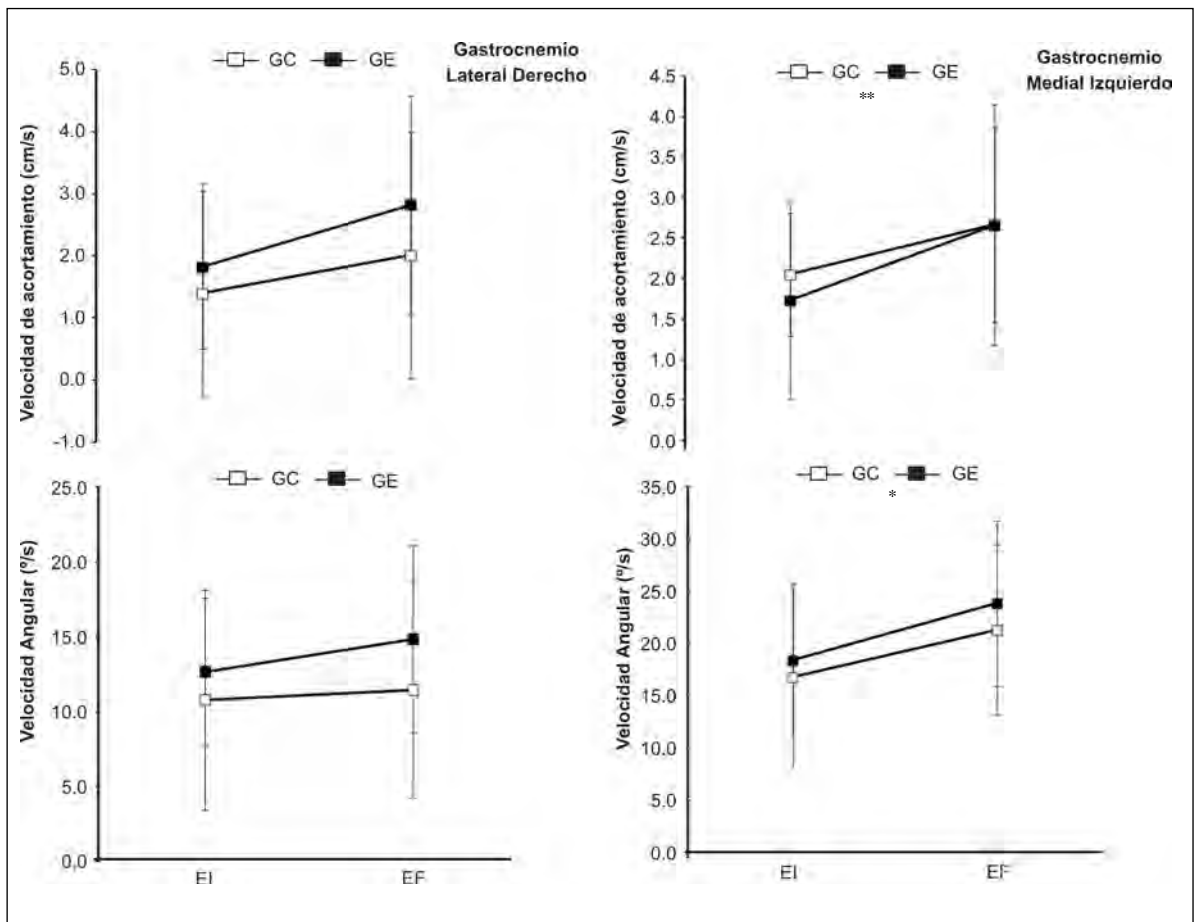 GC GE
Gastrocnemio
Lateral Derecho
Velocidad de acortamiento (cm/s)
5.0
4.0
3.0
2.0
1.0
0.0
-1.0
GC GE
**
Gastrocnemio
Medial Izquierdo
Velocidad de acortamiento (cm/s)
4.5
4.0
3.5
3.0
2.5
2.0
1.5
1.0
0.5
0.0
GC GE
Velocidad Angular (º/s)
25.0
20.0
15.0
10.0
5.0
0,0
EI EF
GC GE
*
Velocidad Angular (º/s)
35.0
30.0
25.0
20.0
15.0
10.0
5.0
0.0
EI EF